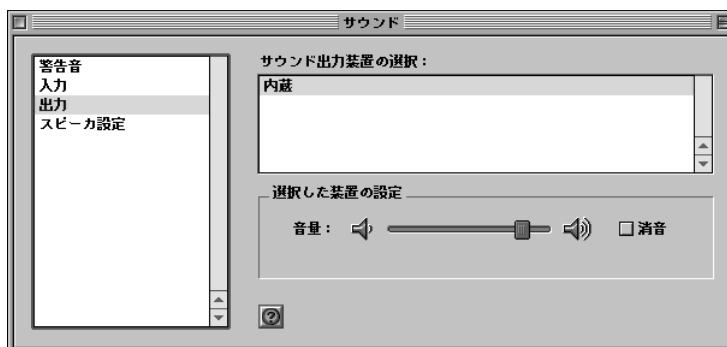 サウンド
警告音
入力
出力
スピーカ設定
サウンド出力装置の選択：
内蔵
選択した装置の設定
音量：
消音
?